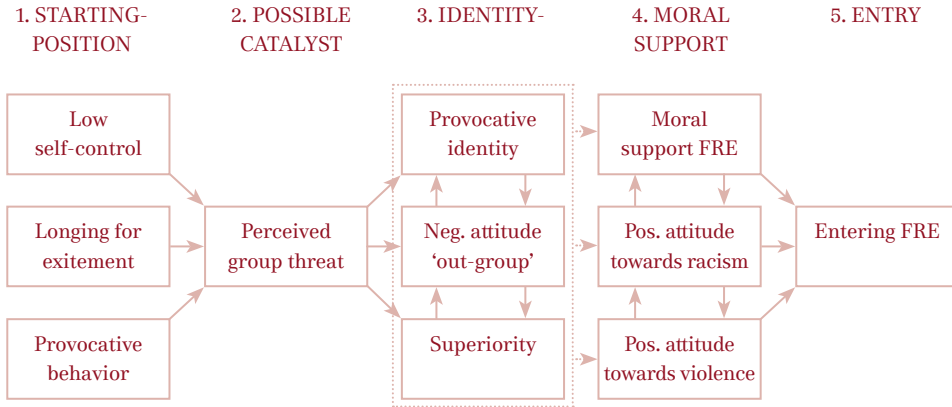 1. STARTING-
POSITION
2. POSSIBLE
CATALYST
3. IDENTITY-
4. MORAL
SUPPORT
5. ENTRY
Low
self-control
Longing for
exitement
Provocative
behavior
Perceived
group threat
Provocative
identity
Neg. attitude
‘out-group’
Superiority
Moral
support FRE
Pos. attitude
towards racism
Pos. attitude
towards violence
Entering FRE